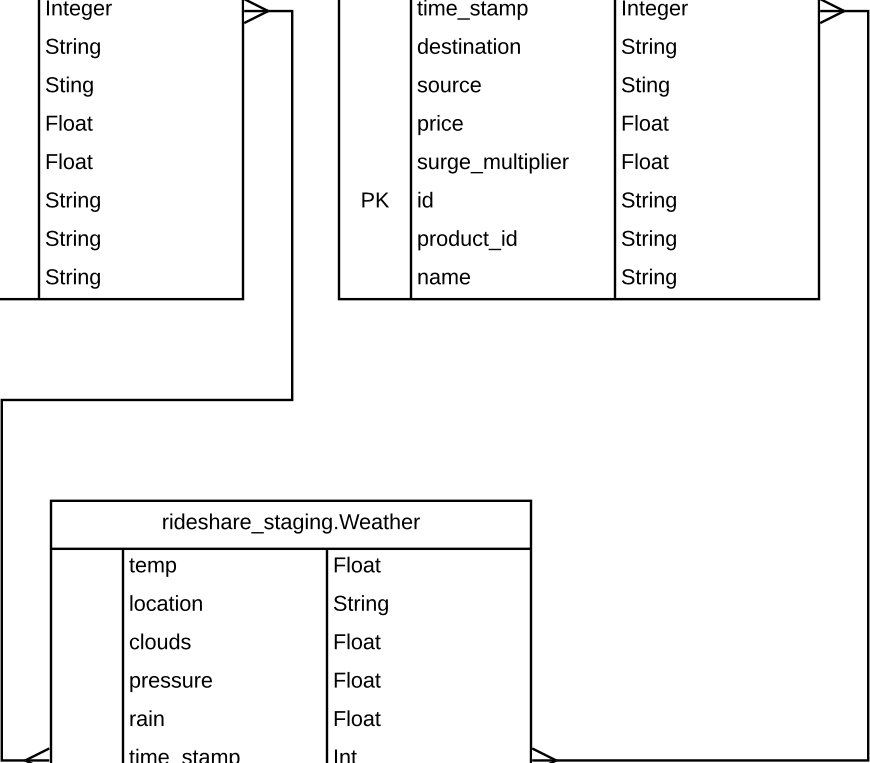 Integer
String
Sting
Float
Float
String
String
String
time_stamp Integer
destination String
source Sting
price Float
surge_multiplier Float
PK id String
product_id String
name String
rideshare_staging.Weather
temp Float
location String
clouds Float
pressure Float
rain Float
time_stamp Int